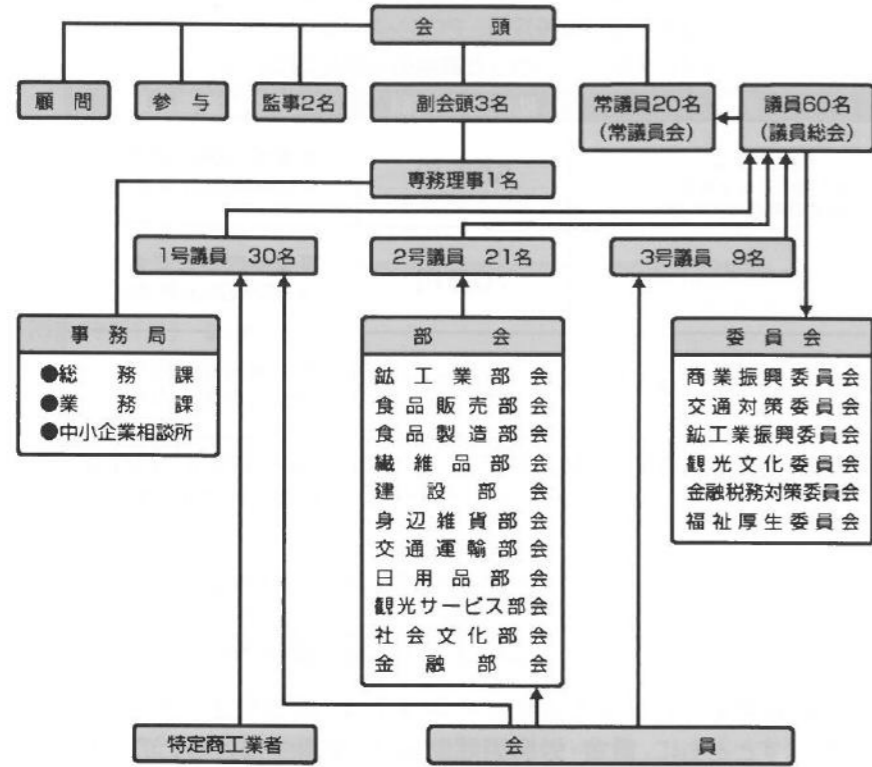 会頭
顧問
参与
監事2名
副会頭3名
常議員20名
(常議員会)
議員60名
(議員総会)
専務理事1名
1号議員 30名
2号議員 21名
3号議員 9名
事務局
●総務課
●業務課
●中小企業相談所
部会
鉱工業部会
食品販売部会
食品製造部会
繊維品部会
建設部会
身辺雑貨部会
交通運輸部会
日用品部会
観光サービス部会
社会文化部会
金融部会
委員会
商業振興委員会
交通対策委員会
鉱工業振興委員会
観光文化委員会
金融税務対策委員会
福祉厚生委員会
特定商工業者
会員